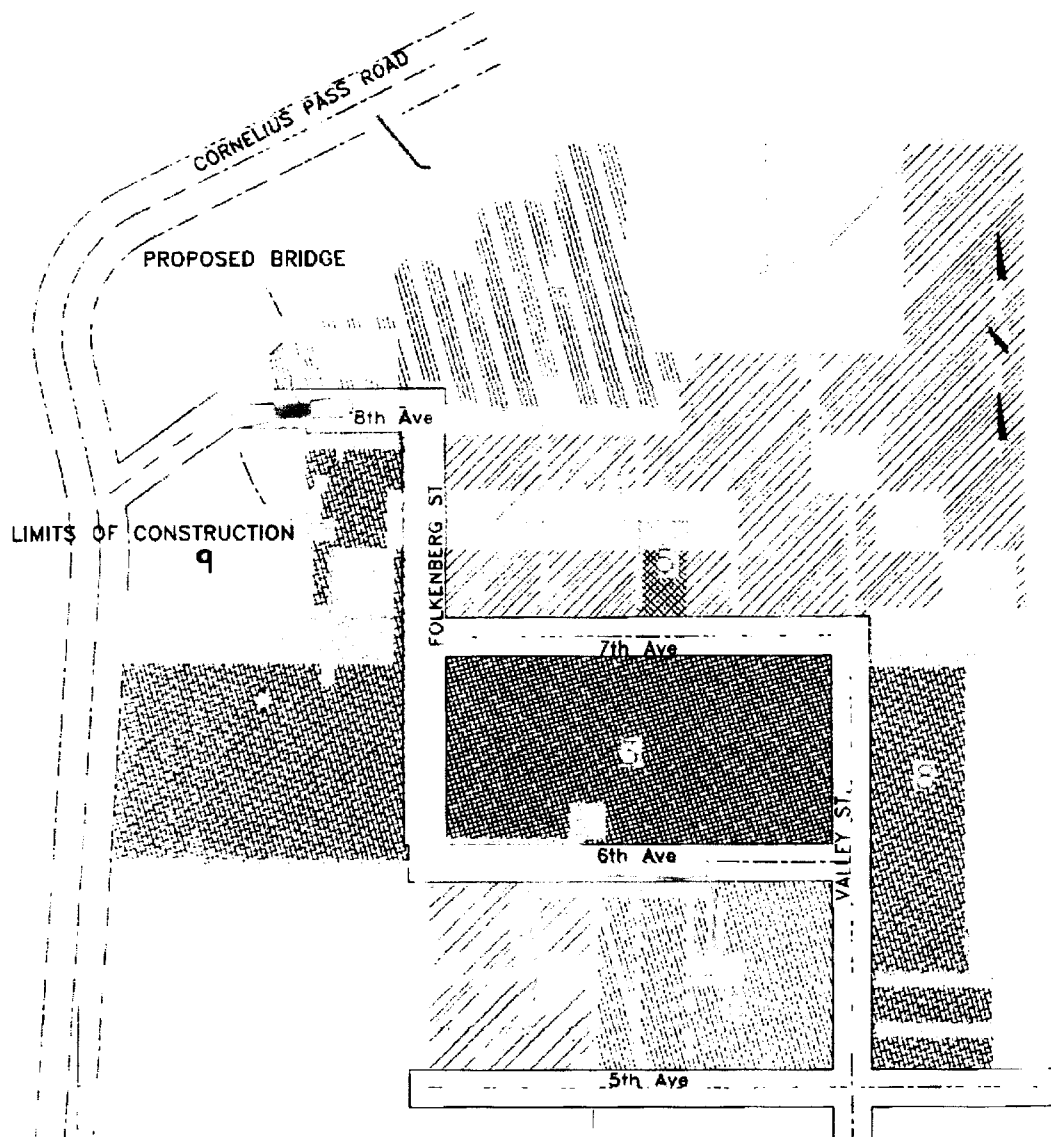 CORNELIUS PASS ROAD
PROPOSED BRIDGE
8th Ave
LIMITS OF CONSTRUCTION
9
FOLKENBERG ST
7th Ave
8
6th Ave
VALLEY ST.
5th Ave